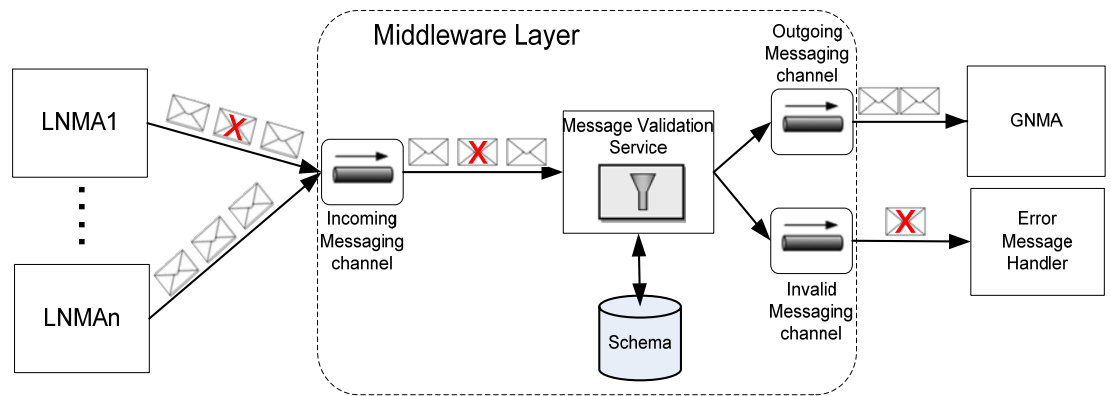 Middleware Layer
LNMA1
LNMAn
Incoming
Messaging
channel
Message Validation
Service
Schema
Outgoing
Messaging
channel
Invalid
Messaging
channel
GNMA
Error
Message
Handler